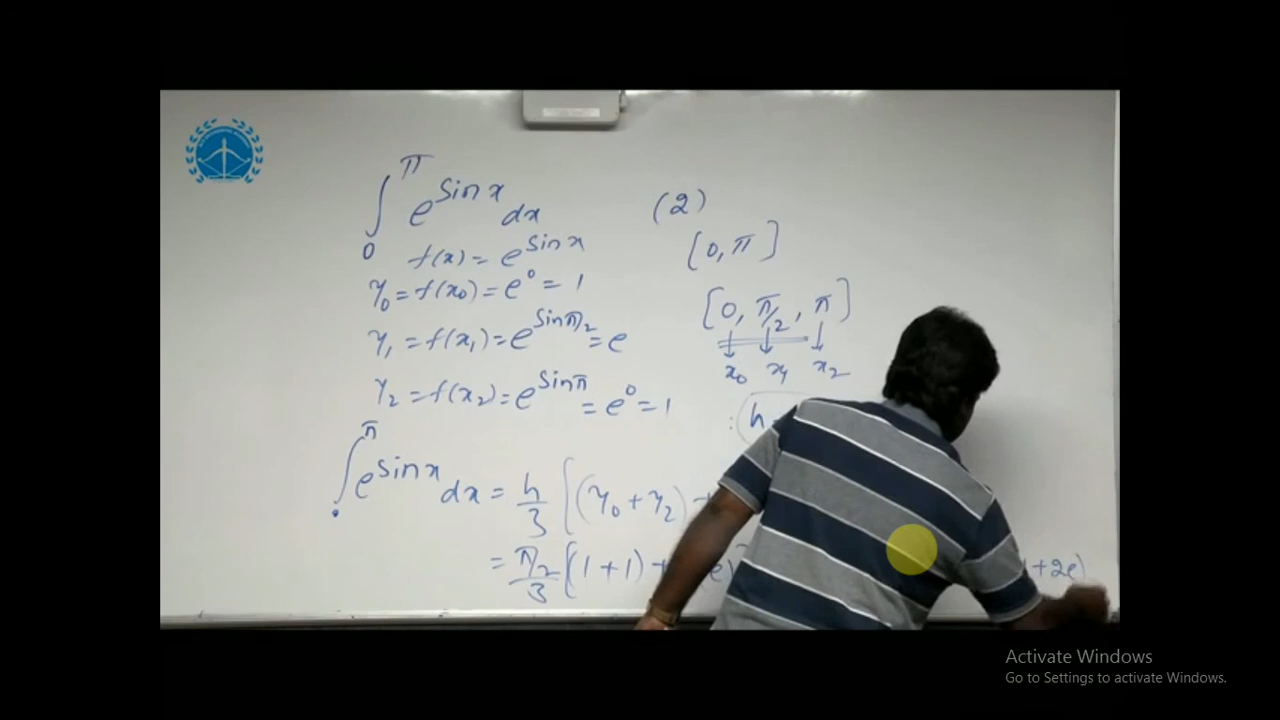 ∫₀^π e^{Sin x} dx (2)
f(x) = e^{Sin x} [0, π]
y₀ = f(x₀) = e⁰ = 1 [0, π/2, π]
y₁ = f(x₁) = e^{Sin π/2} = e x₀ x₁ x₂
y₂ = f(x₂) = e^{Sin π} = e⁰ = 1 : h
∫₀^π e^{Sin x} dx = h/3 [(y₀ + y₂) +
= π/2/3 [(1 + 1) + e) + 2e)
Activate Windows
Go to Settings to activate Windows.